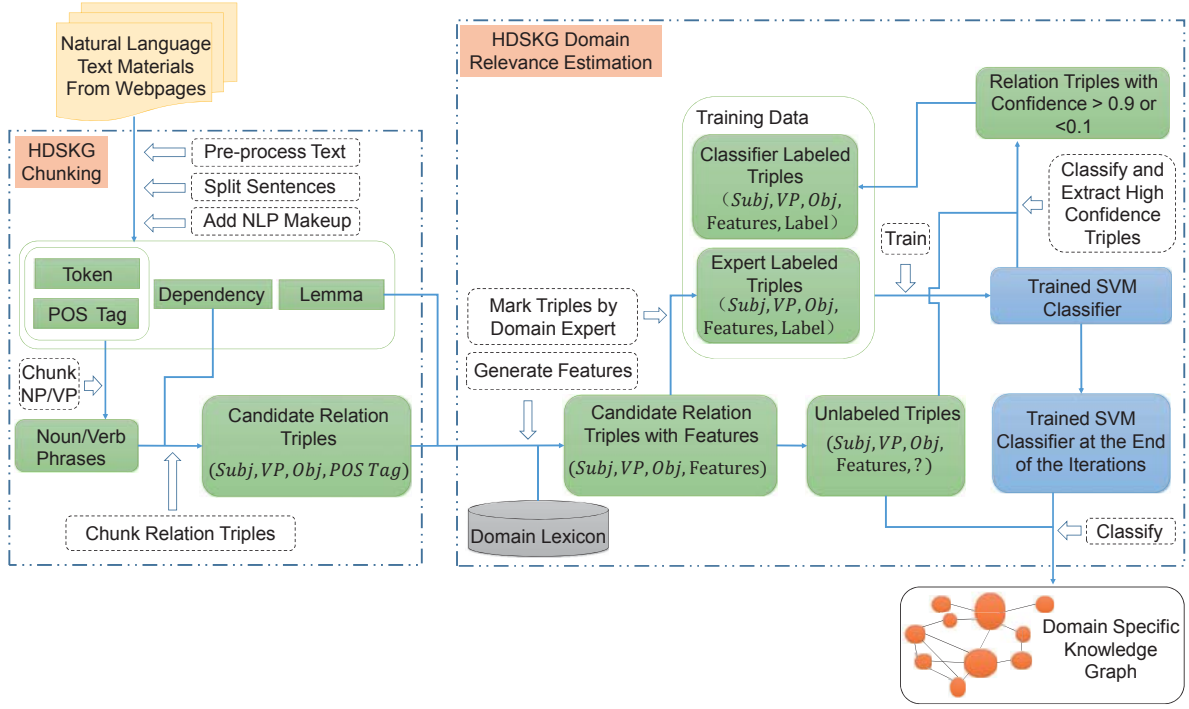 Natural Language
Text Materials
From Webpages
HDSKG
Chunking
Pre-process Text
Split Sentences
Add NLP Makeup
Token
POS Tag
Dependency
Lemma
Chunk
NP/VP
Noun/Verb
Phrases
Candidate Relation
Triples
(Subj, VP, Obj, POS Tag)
Chunk Relation Triples
HDSKG Domain
Relevance Estimation
Training Data
Classifier Labeled
Triples
(Subj, VP, Obj,
Features, Label)
Expert Labeled
Triples
(Subj, VP, Obj,
Features, Label)
Relation Triples with
Confidence > 0.9 or
<0.1
Classify and
Extract High
Confidence
Triples
Train
Trained SVM
Classifier
Mark Triples by
Domain Expert
Generate Features
Candidate Relation
Triples with Features
(Subj, VP, Obj, Features)
Unlabeled Triples
(Subj, VP, Obj,
Features, ?)
Trained SVM
Classifier at the End
of the Iterations
Domain Lexicon
Classify
Domain Specific
Knowledge
Graph